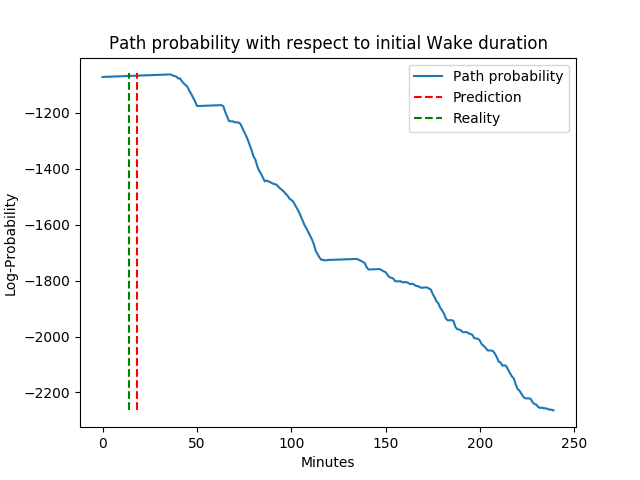 Path probability with respect to initial Wake duration
Path probability
Prediction
Reality
Log-Probability
−1200
−1400
−1600
−1800
−2000
−2200
0 50 100 150 200 250
Minutes